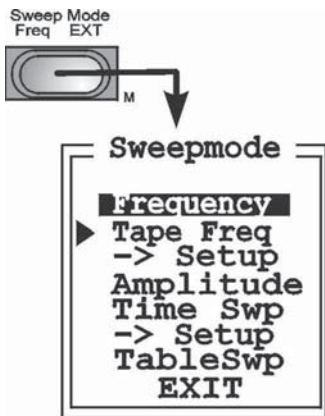 Sweep Mode
Freq EXT
M
Sweepmode
Frequency
Tape Freq
-> Setup
Amplitude
Time Swp
-> Setup
TableSwp
EXIT